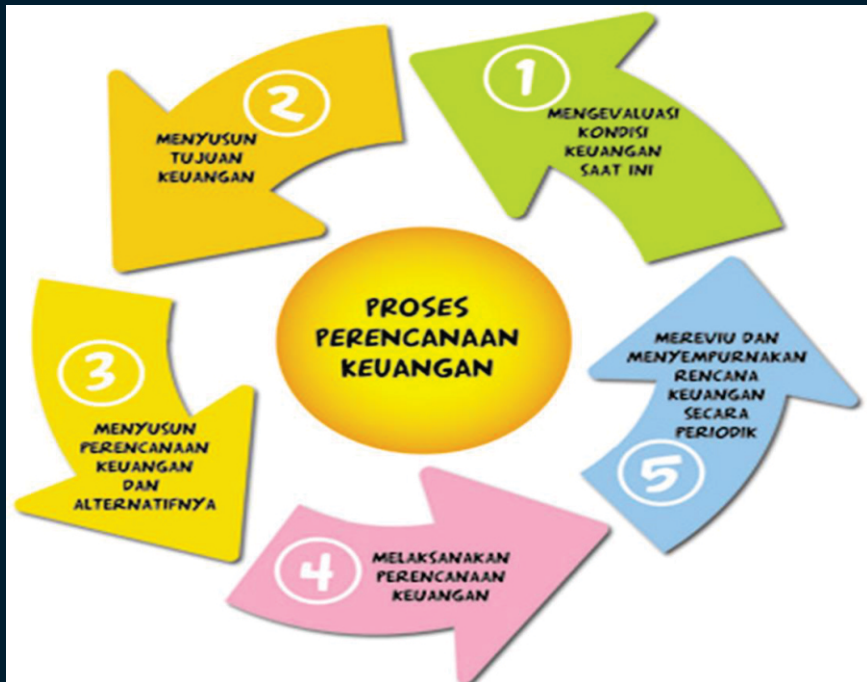 PROSES
PERENCANAAN
KEUANGAN
1
MENGEVALUASI
KONDISI
KEUANGAN
SAAT INI
2
MENYUSUN
TUJUAN
KEUANGAN
3
MENYUSUN
PERENCANAAN
KEUANGAN
DAN
ALTERNATIFNYA
4
MELAKSANAKAN
PERENCANAAN
KEUANGAN
MEREVIU DAN
MENYEMPURNAKAN
RENCANA
KEUANGAN
SECARA
PERIODIK
5